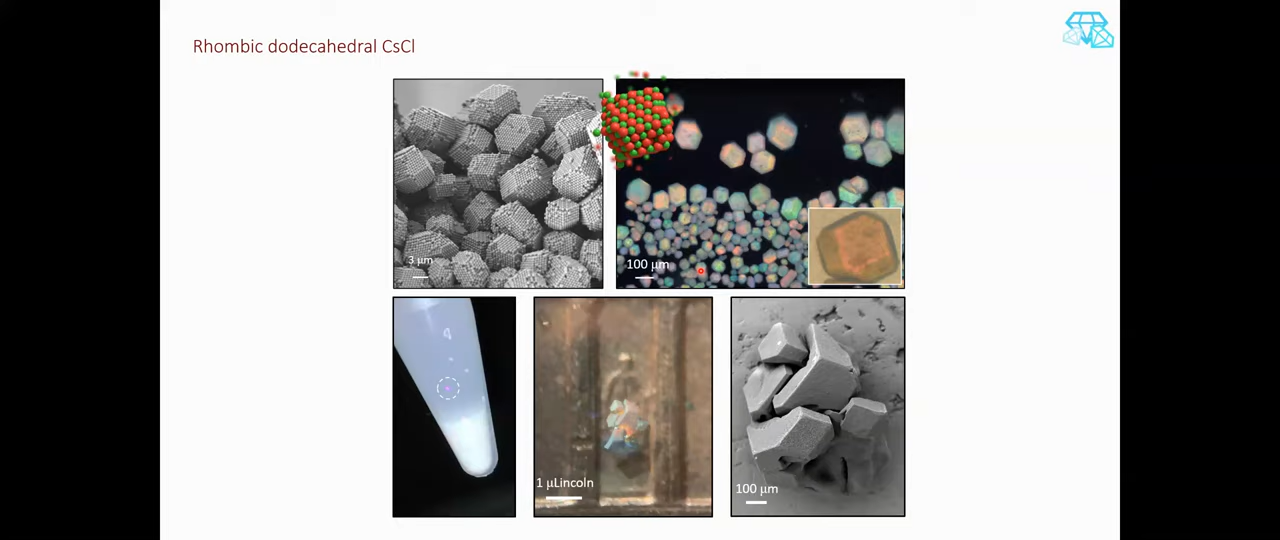 Rhombic dodecahedral CsCl
3 μm
100 μm
1 μLincoln
100 μm